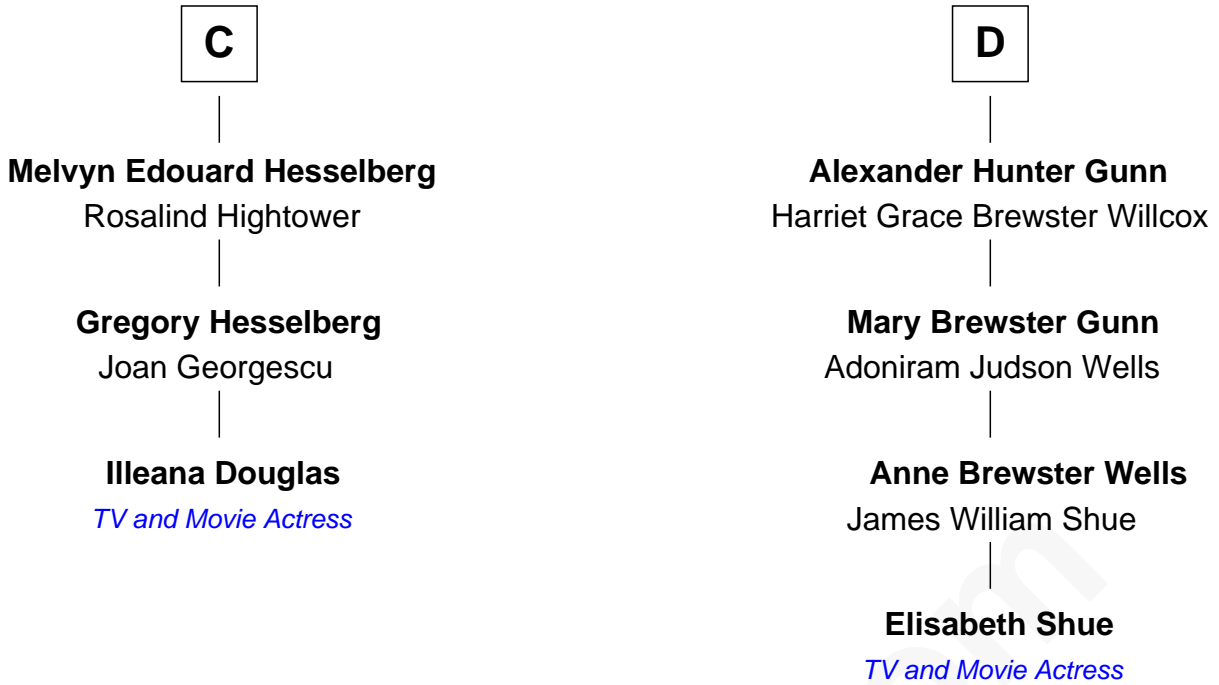 C
Melvyn Edouard Hesselberg
Rosalind Hightower
Gregory Hesselberg
Joan Georgescu
Illeana Douglas
TV and Movie Actress
D
Alexander Hunter Gunn
Harriet Grace Brewster Willcox
Mary Brewster Gunn
Adoniram Judson Wells
Anne Brewster Wells
James William Shue
Elisabeth Shue
TV and Movie Actress